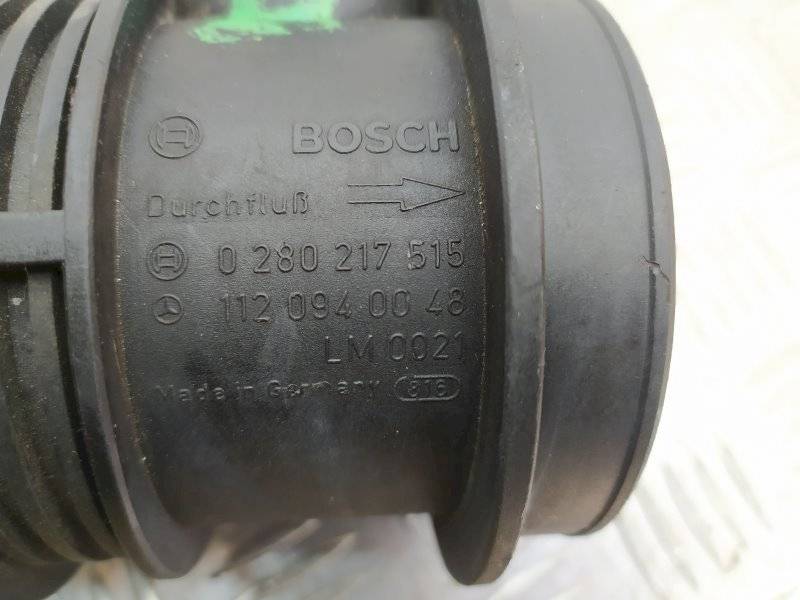 BOSCH
Durchfluß
0 280 217 515
112 094 00 48
LM 0021
Made in Germany 816